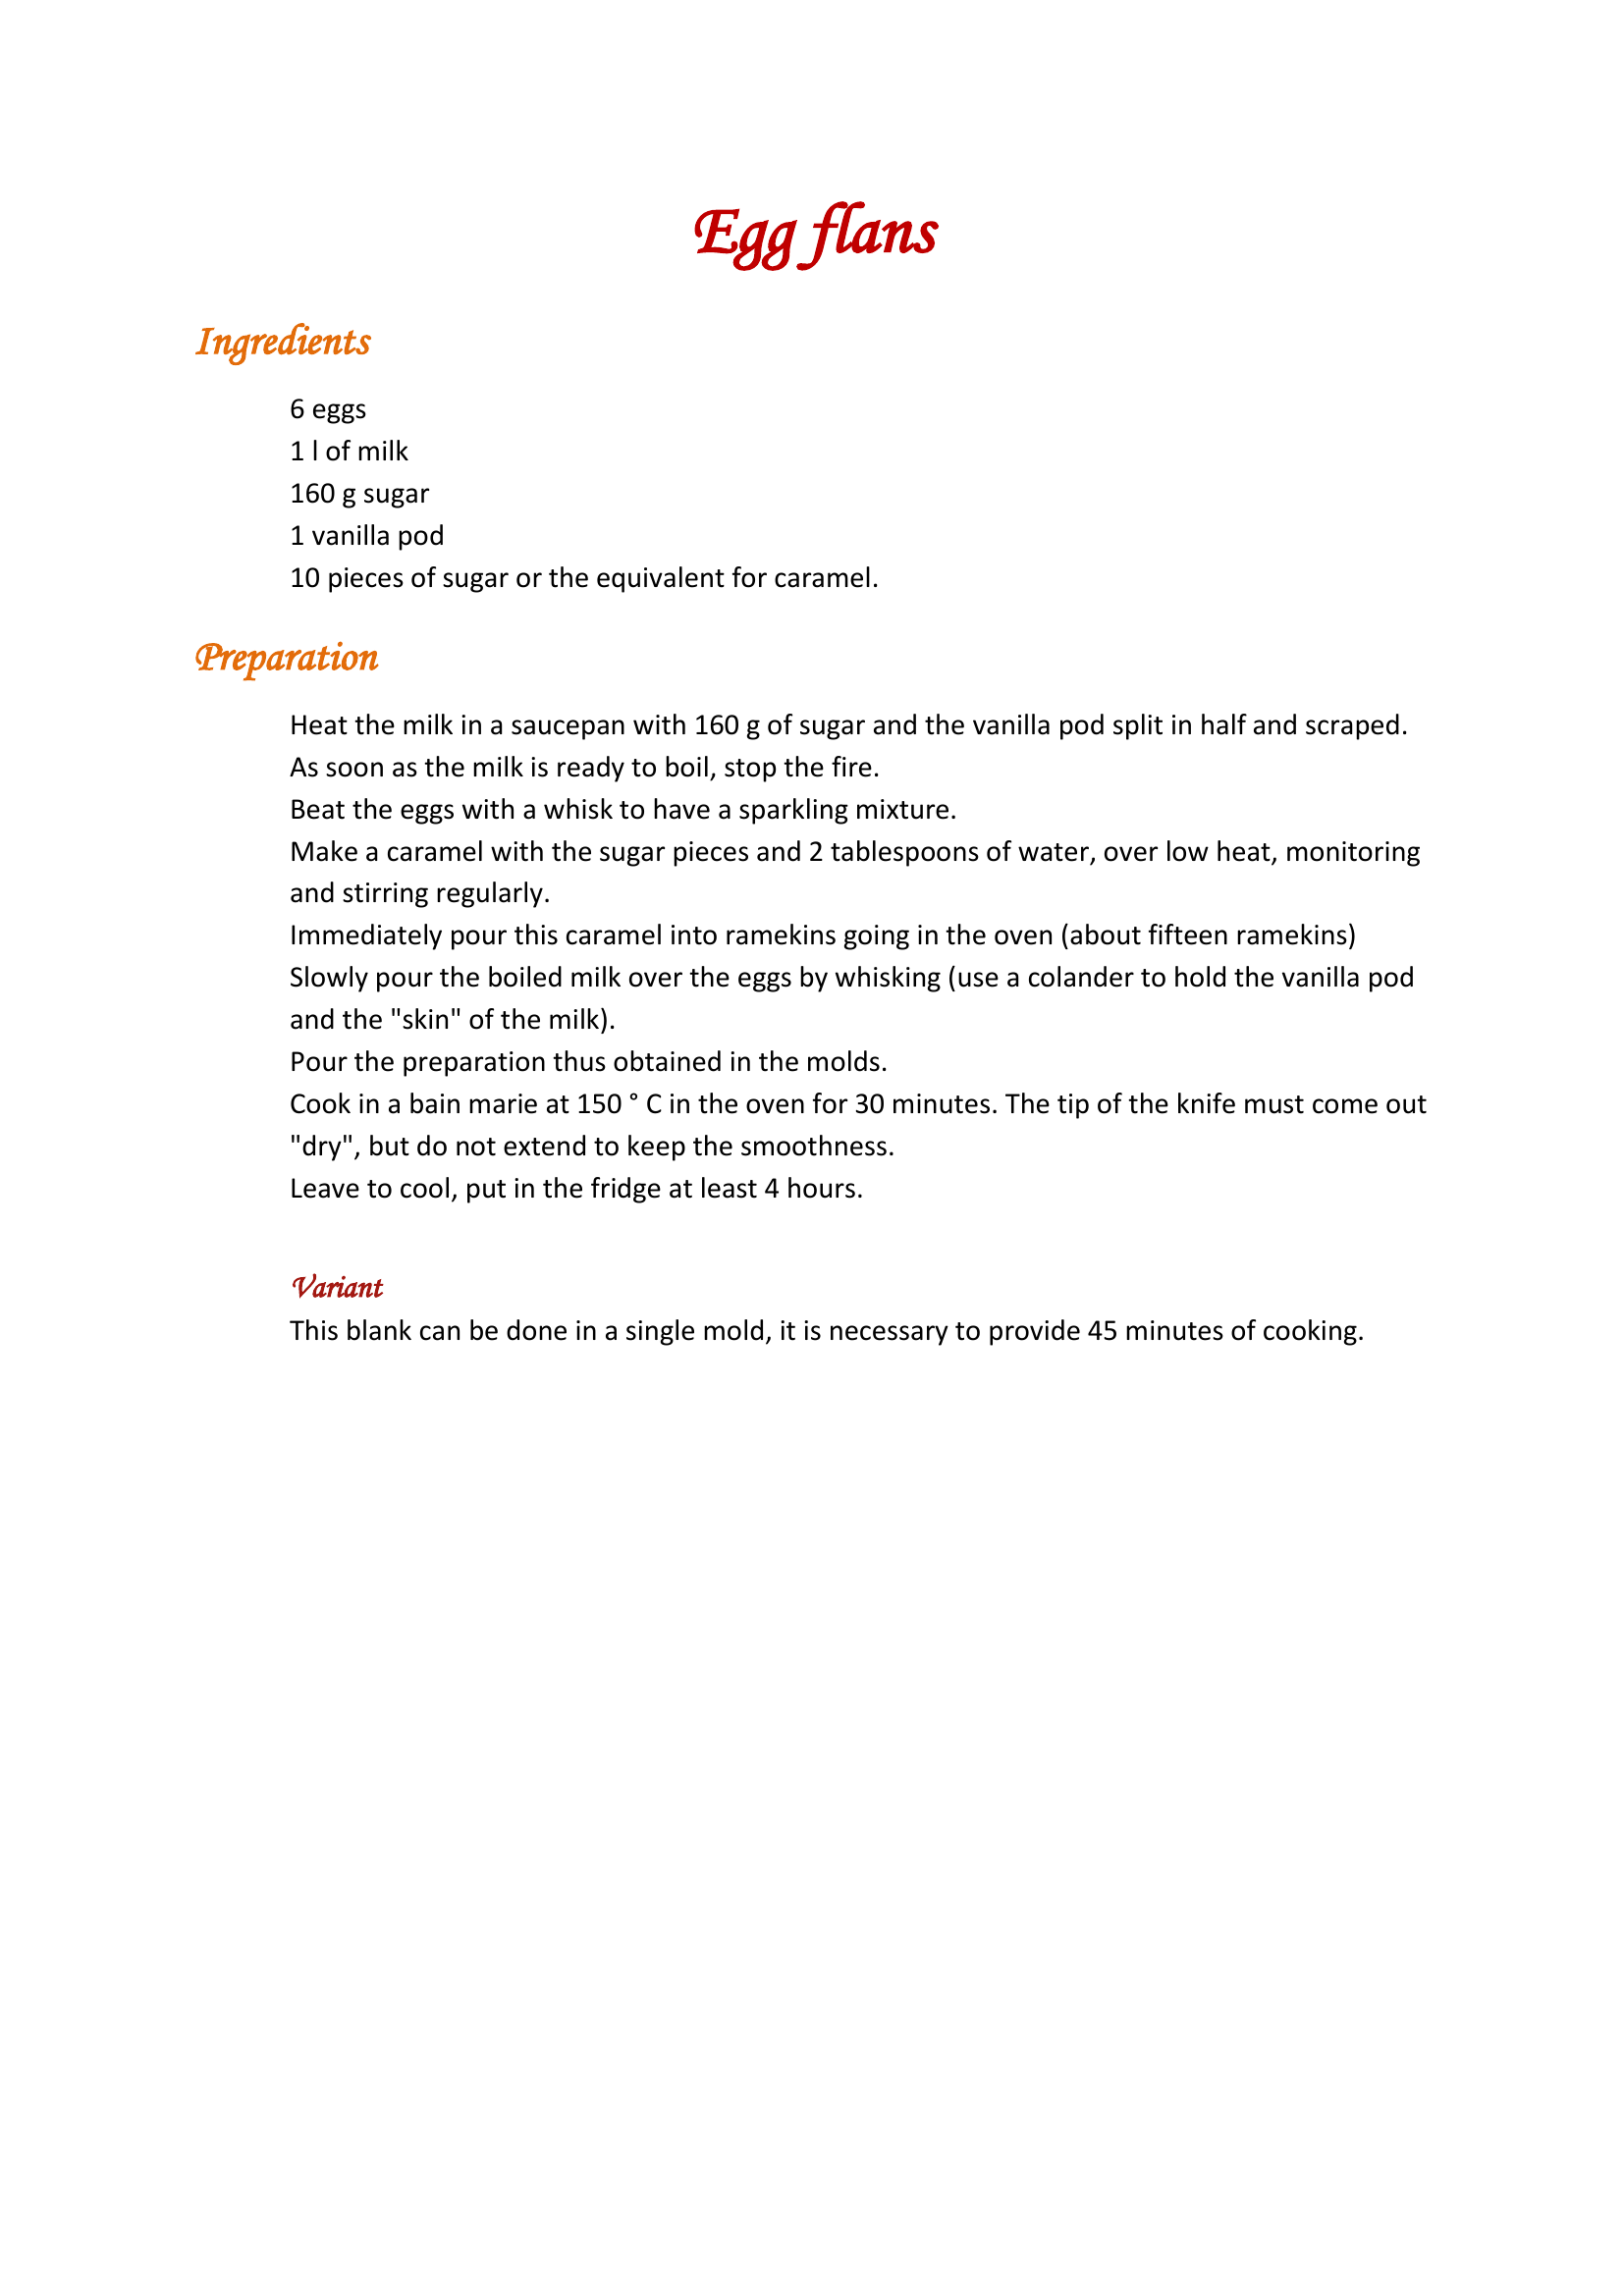 Egg flans
Ingredients
6 eggs
1 l of milk
160 g sugar
1 vanilla pod
10 pieces of sugar or the equivalent for caramel.
Preparation
Heat the milk in a saucepan with 160 g of sugar and the vanilla pod split in half and scraped.
As soon as the milk is ready to boil, stop the fire.
Beat the eggs with a whisk to have a sparkling mixture.
Make a caramel with the sugar pieces and 2 tablespoons of water, over low heat, monitoring
and stirring regularly.
Immediately pour this caramel into ramekins going in the oven (about fifteen ramekins)
Slowly pour the boiled milk over the eggs by whisking (use a colander to hold the vanilla pod
and the "skin" of the milk).
Pour the preparation thus obtained in the molds.
Cook in a bain marie at 150 ° C in the oven for 30 minutes. The tip of the knife must come out
"dry", but do not extend to keep the smoothness.
Leave to cool, put in the fridge at least 4 hours.
Variant
This blank can be done in a single mold, it is necessary to provide 45 minutes of cooking.